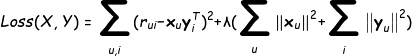 Loss(X, Y) = ∑_{u,i} (r_{ui}-x_u y_i^T)^2+λ(∑_u ||x_u||^2+∑_i ||y_u||^2)